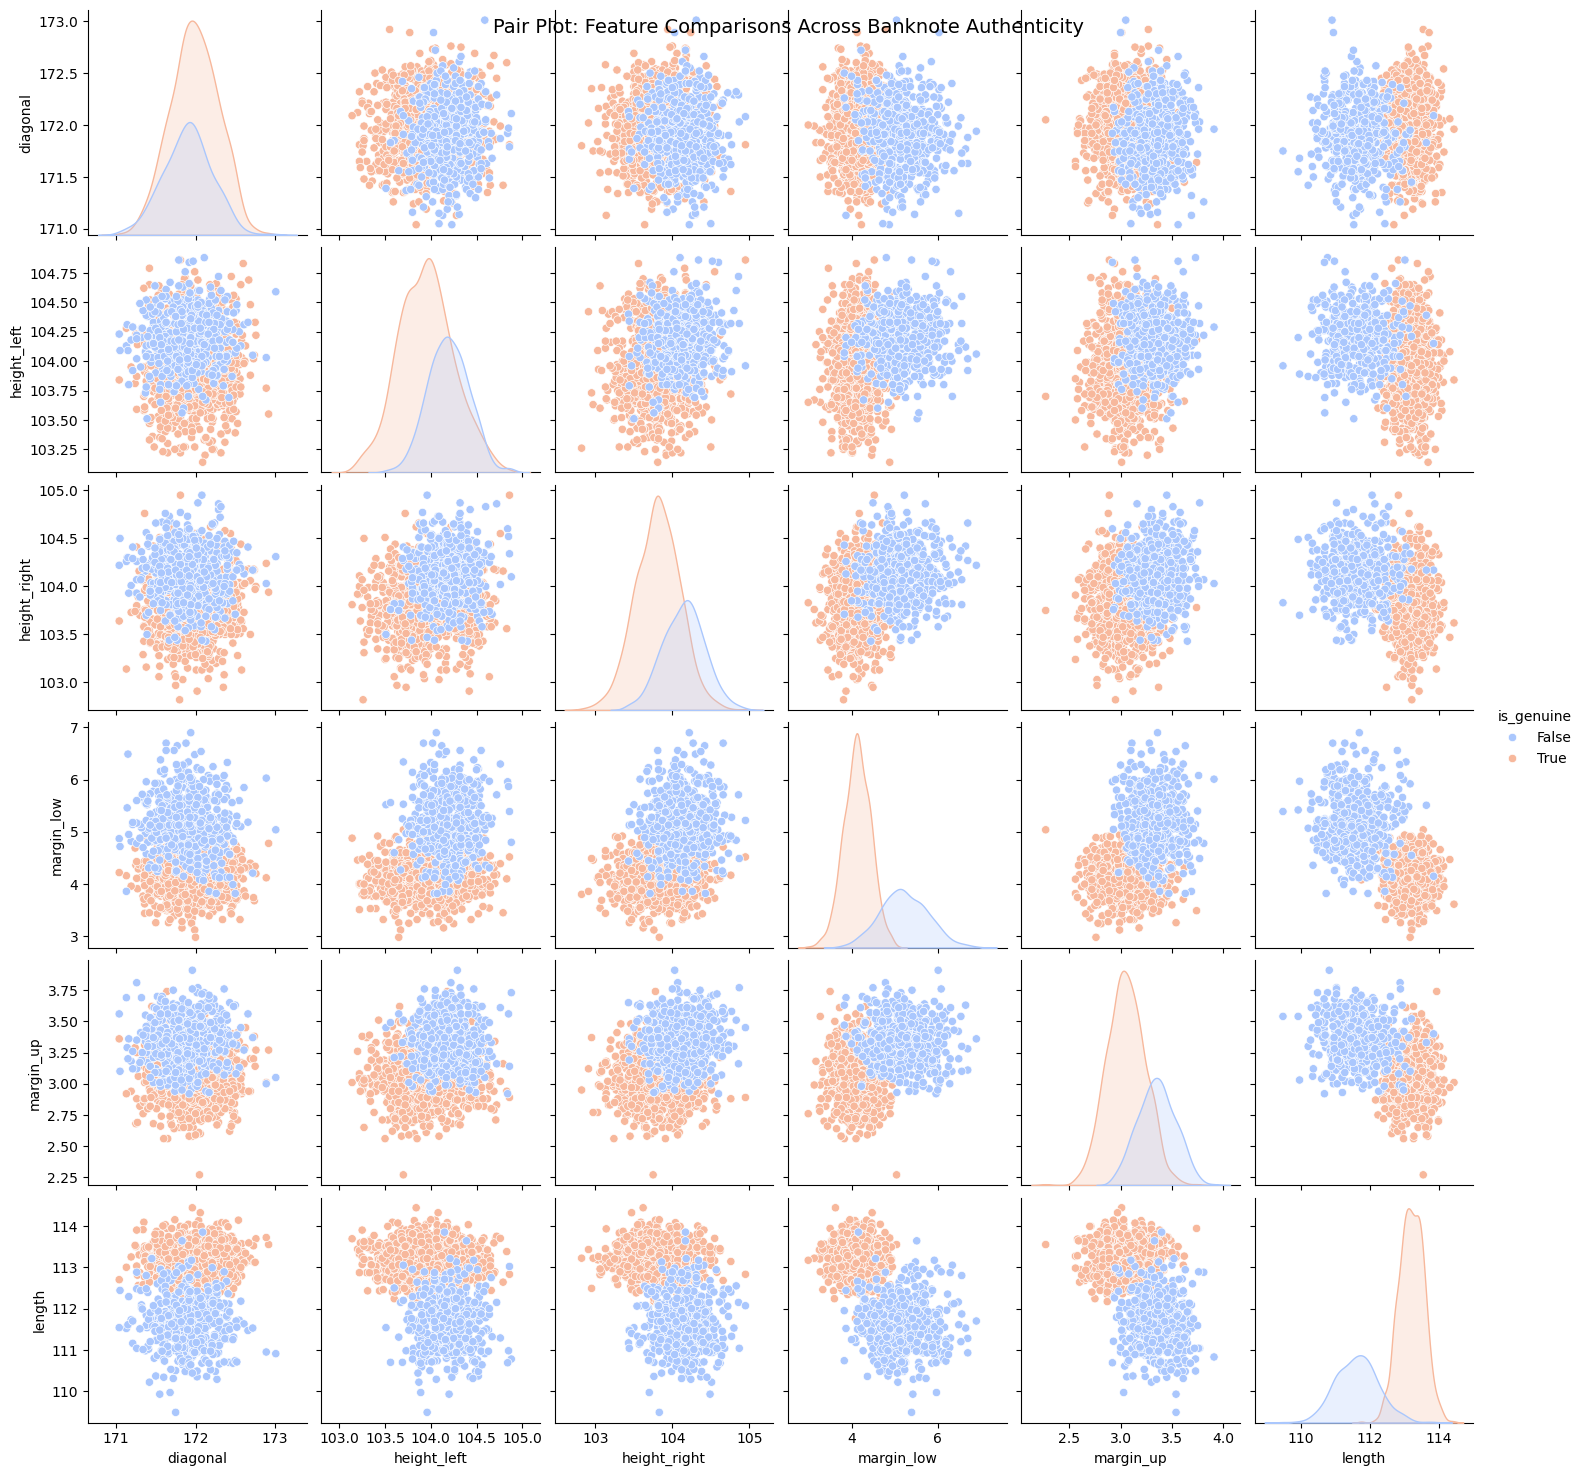 Pair Plot: Feature Comparisons Across Banknote Authenticity
173.0
172.5
172.0
171.5
171.0
diagonal
104.75
104.50
104.25
104.00
103.75
103.50
103.25
height_left
105.0
104.5
104.0
103.5
103.0
height_right
7
6
5
4
3
margin_low
3.75
3.50
3.25
3.00
2.75
2.50
2.25
margin_up
114
113
112
111
110
length
171 172 173
diagonal
103.0 103.5 104.0 104.5 105.0
height_left
103 104 105
height_right
4 6
margin_low
2.5 3.0 3.5 4.0
margin_up
110 112 114
length
is_genuine
False
True